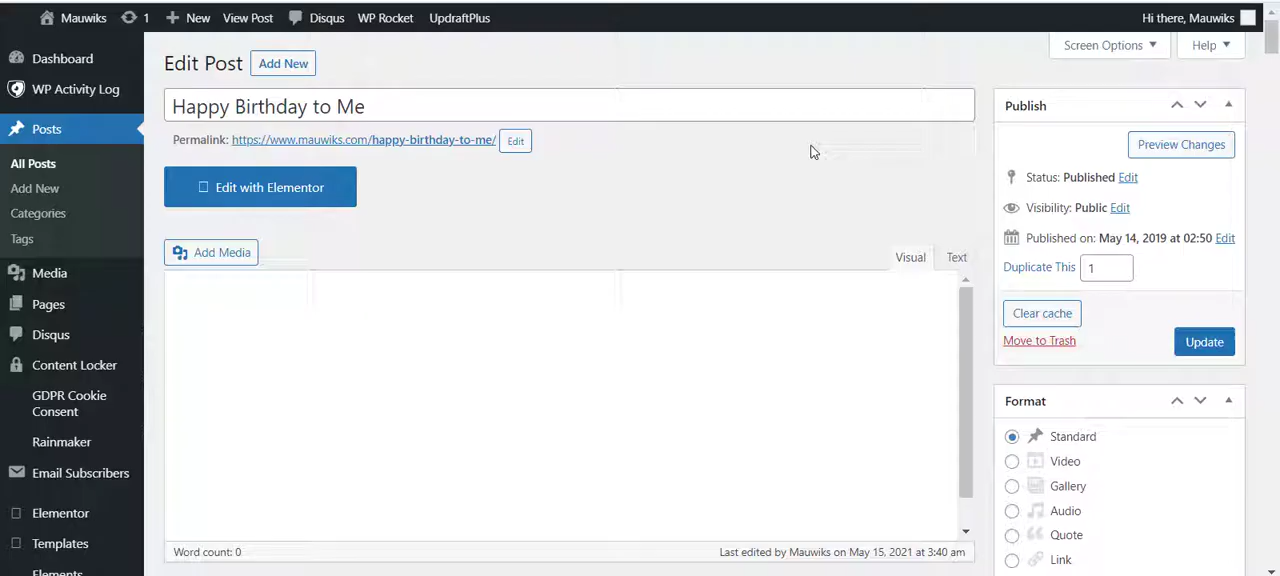 Mauwiks 1 New View Post Disqus WP Rocket UpdraftPlus Hi there, Mauwiks
Dashboard
WP Activity Log
Posts
All Posts
Add New
Categories
Tags
Media
Pages
Disqus
Content Locker
GDPR Cookie
Consent
Rainmaker
Email Subscribers
Elementor
Templates
Elements
Screen Options Help
Edit Post Add New
Happy Birthday to Me
Permalink: https://www.mauwiks.com/happy-birthday-to-me/ Edit
Edit with Elementor
Add Media
Visual Text
Word count: 0 Last edited by Mauwiks on May 15, 2021 at 3:40 am
Publish
Preview Changes
Status: Published Edit
Visibility: Public Edit
Published on: May 14, 2019 at 02:50 Edit
Duplicate This 1
Clear cache
Move to Trash Update
Format
Standard
Video
Gallery
Audio
Quote
Link